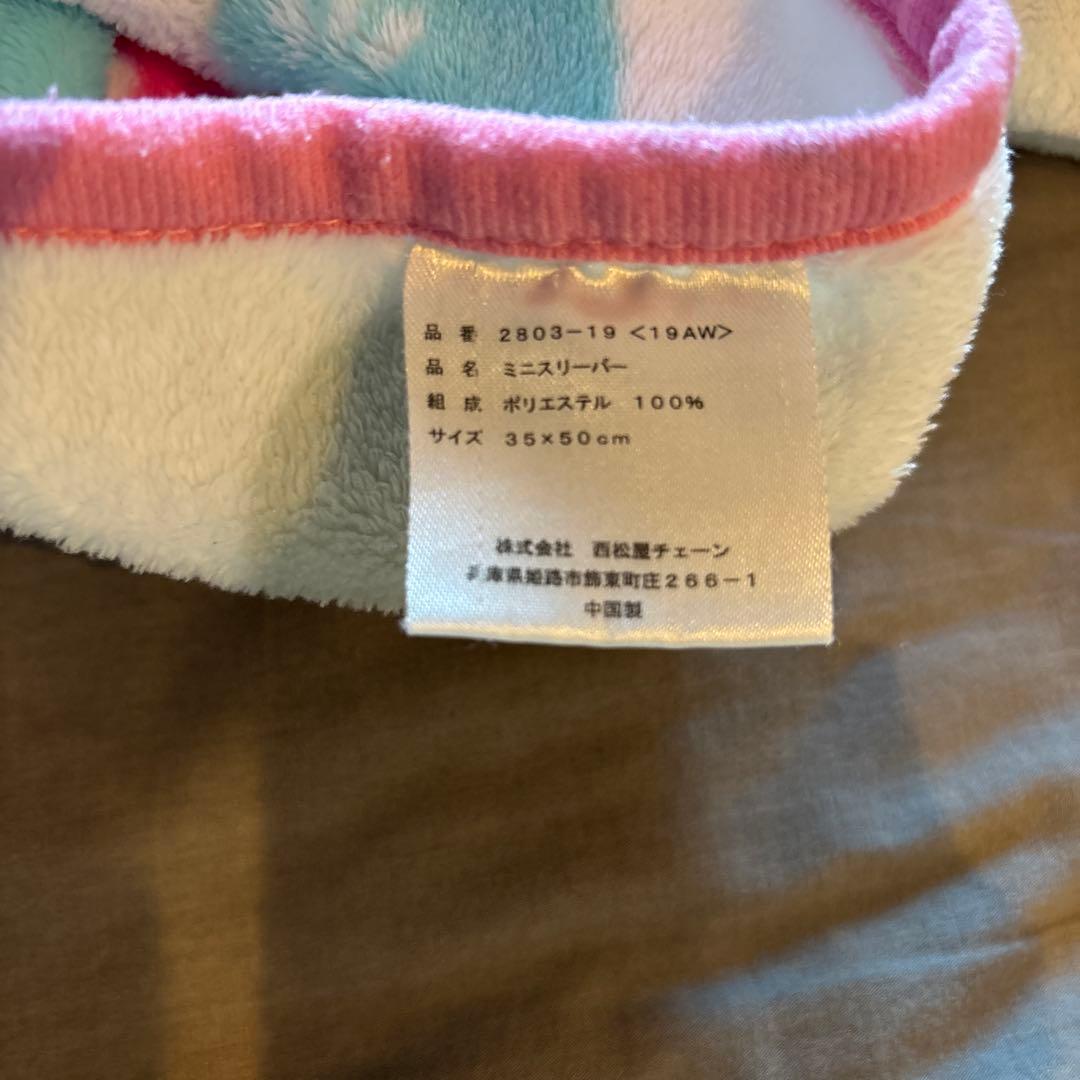 品 番 2803-19 <19AW>
品 名 ミニスリーパー
組 成 ポリエステル 100%
サイズ 35×50cm
株式会社 西松屋チェーン
兵庫県姫路市飾東町庄266-1
中国製